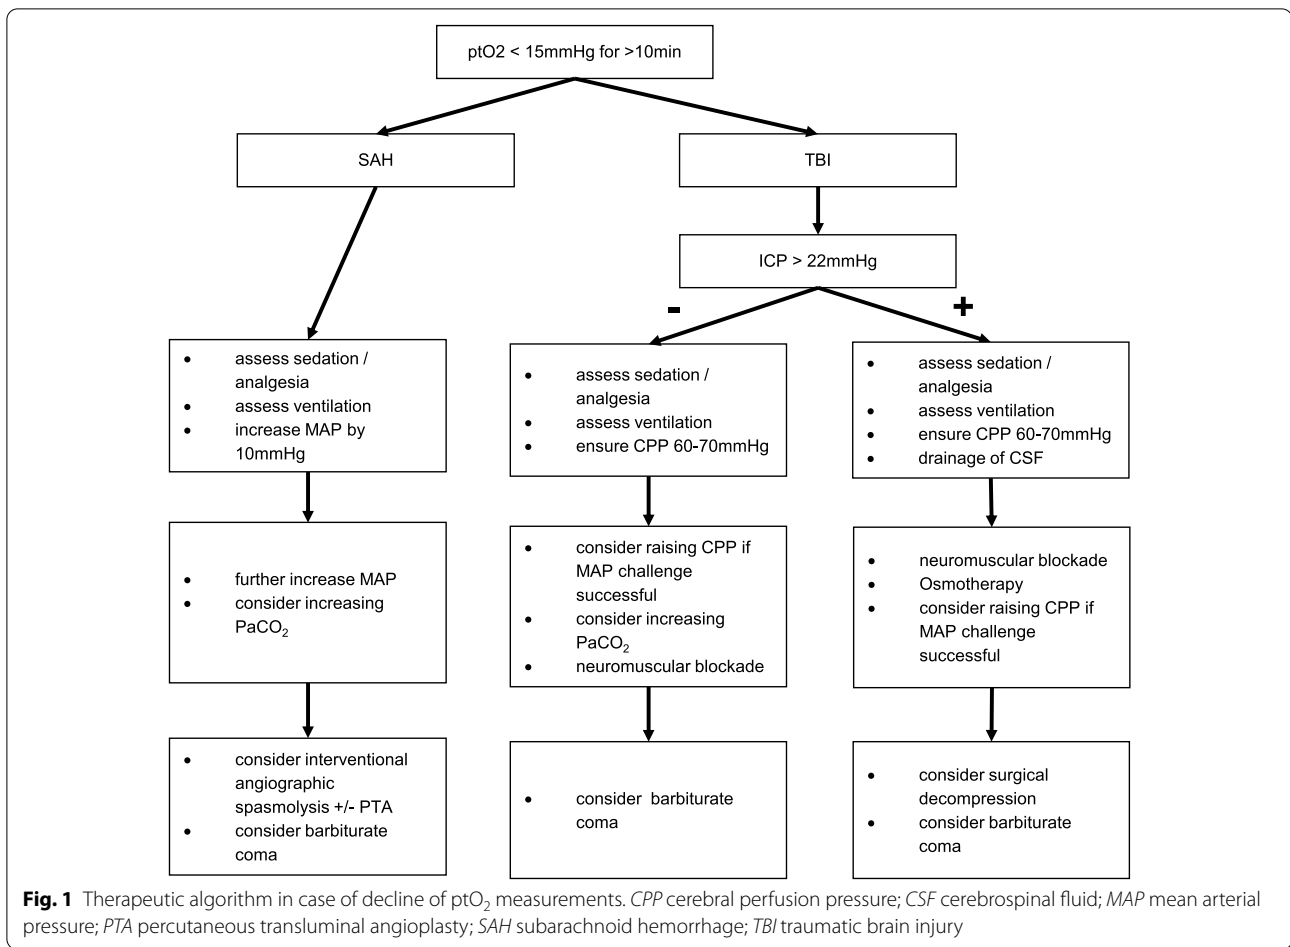 ptO2 < 15mmHg for >10min
SAH
TBI
ICP > 22mmHg
-
+
• assess sedation /
analgesia
• assess ventilation
• increase MAP by
10mmHg
• assess sedation /
analgesia
• assess ventilation
• ensure CPP 60-70mmHg
• assess sedation /
analgesia
• assess ventilation
• ensure CPP 60-70mmHg
• drainage of CSF
• further increase MAP
• consider increasing
PaCO₂
• consider raising CPP if
MAP challenge
successful
• consider increasing
PaCO₂
• neuromuscular blockade
• neuromuscular blockade
• Osmotherapy
• consider raising CPP if
MAP challenge
successful
• consider interventional
angiographic
spasmolysis +/- PTA
• consider barbiturate
coma
• consider barbiturate
coma
• consider surgical
decompression
• consider barbiturate
coma
Fig. 1 Therapeutic algorithm in case of decline of ptO₂ measurements. CPP cerebral perfusion pressure; CSF cerebrospinal fluid; MAP mean arterial
pressure; PTA percutaneous transluminal angioplasty; SAH subarachnoid hemorrhage; TBI traumatic brain injury